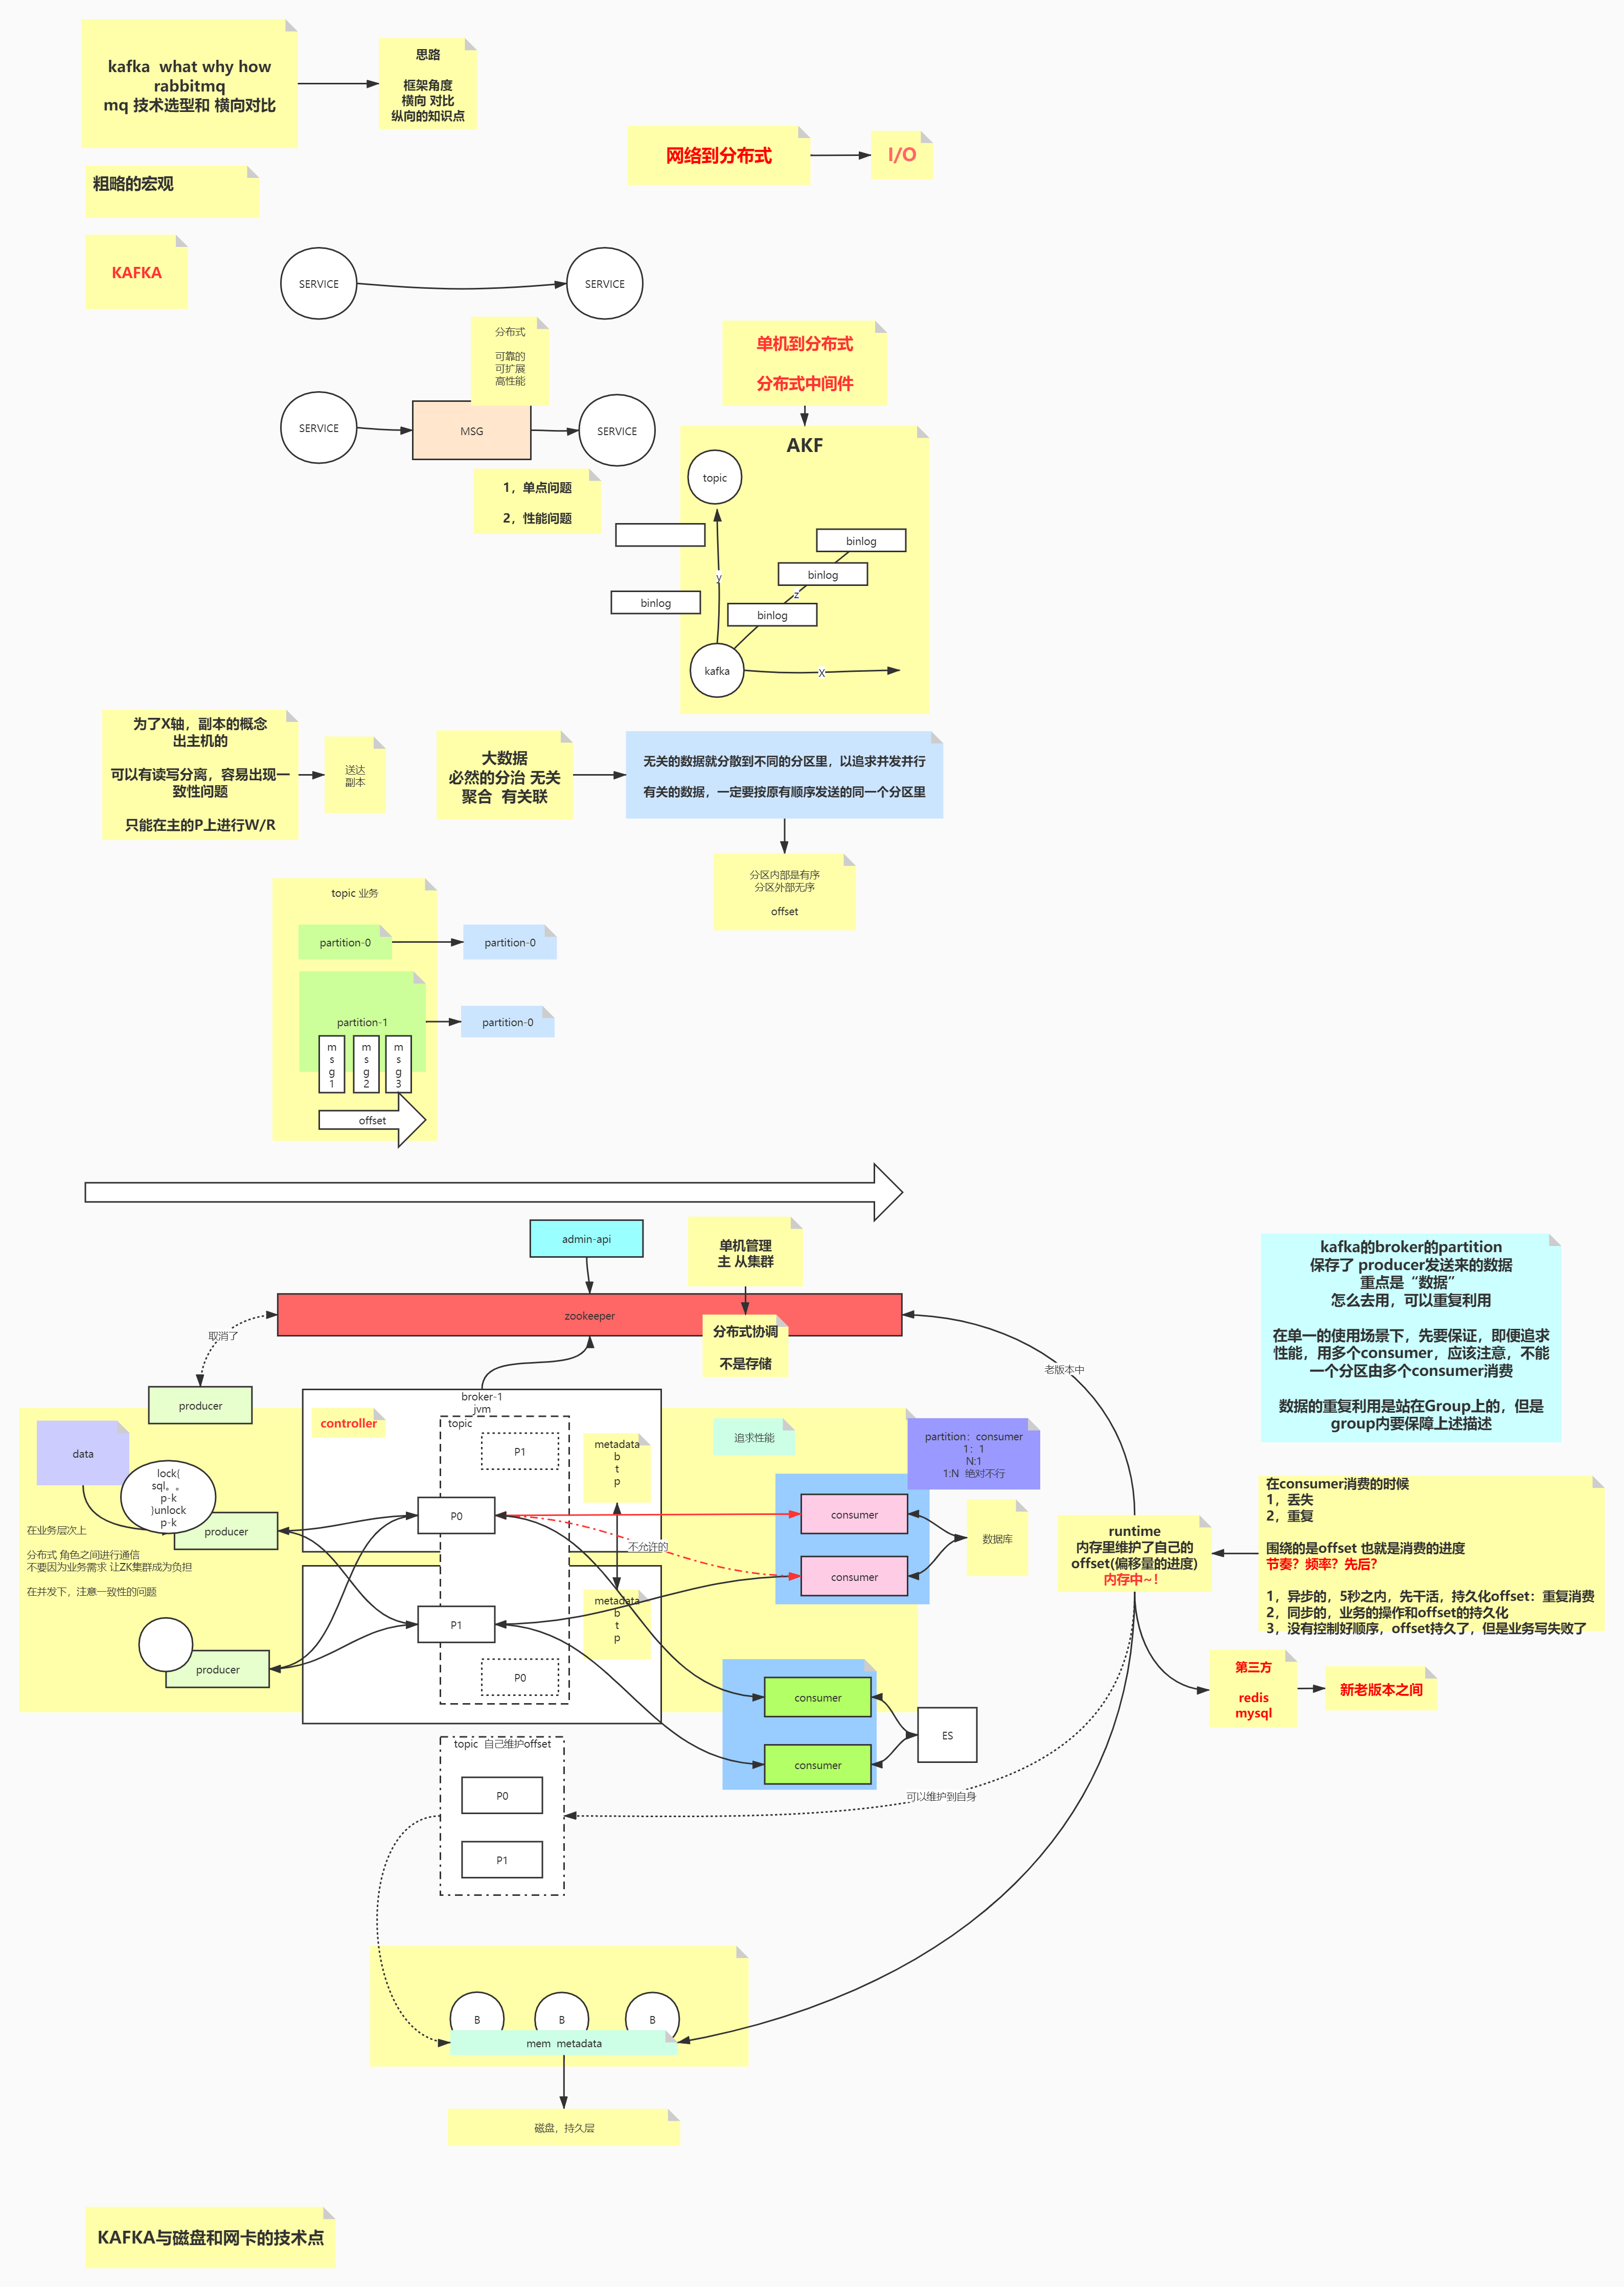 kafka what why how
rabbitmq
mq 技术选型和 横向对比
思路
框架角度
横向 对比
纵向的知识点
网络到分布式
I/O
粗略的宏观
KAFKA
SERVICE
SERVICE
分布式
可靠的
可扩展
高性能
SERVICE
MSG
SERVICE
1，单点问题
2，性能问题
单机到分布式
分布式中间件
AKF
topic
binlog
binlog
y
z
binlog
binlog
kafka
X
为了X轴，副本的概念
出主机的
可以有读写分离，容易出现一
致性问题
只能在主的P上进行W/R
送达
副本
大数据
必然的分治 无关
聚合 有关联
无关的数据就分散到不同的分区里，以追求并发并行
有关的数据，一定要按原有顺序发送的同一个分区里
分区内部是有序
分区外部无序
offset
topic 业务
partition-0
partition-0
partition-1
partition-0
m
s
g
1
m
s
g
2
m
s
g
3
offset
admin-api
单机管理
主 从集群
zookeeper
分布式协调
不是存储
取消了
老版本中
kafka的broker的partition
保存了 producer发送来的数据
重点是“数据”
怎么去用，可以重复利用
在单一的使用场景下，先要保证，即便追求
性能，用多个consumer，应该注意，不能
一个分区由多个consumer消费
数据的重复利用是站在Group上的，但是
group内要保障上述描述
producer
broker-1
jvm
controller
topic
P1
metadata
b
t
p
追求性能
partition：consumer
1：1
N:1
1:N 绝对不行
data
lock(
sql。。
p-k
)unlock
p-k
producer
P0
consumer
不允许的
数据库
consumer
在业务层次上
分布式 角色之间进行通信
不要因为业务需求 让ZK集群成为负担
在并发下，注意一致性的问题
metadata
b
t
p
P1
producer
P0
runtime
内存里维护了自己的
offset(偏移量的进度)
内存中~！
在consumer消费的时候
1，丢失
2，重复
围绕的是offset 也就是消费的进度
节奏？频率？先后？
1，异步的，5秒之内，先干活，持久化offset：重复消费
2，同步的，业务的操作和offset的持久化
3，没有控制好顺序，offset持久了，但是业务写失败了
第三方
redis
mysql
新老版本之间
consumer
ES
consumer
topic 自己维护offset
P0
P1
可以维护到自身
B
B
B
mem metadata
磁盘，持久层
KAFKA与磁盘和网卡的技术点